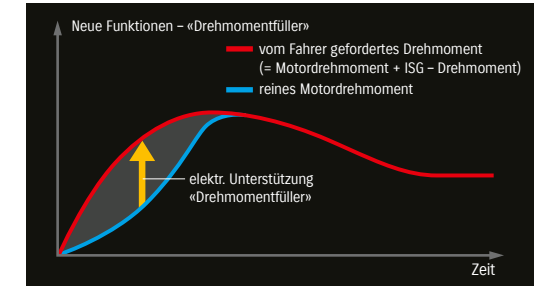 Neue Funktionen – «Drehmomentfüller»
vom Fahrer gefordertes Drehmoment
(= Motordrehmoment + ISG – Drehmoment)
reines Motordrehmoment
elektr. Unterstützung
«Drehmomentfüller»
Zeit